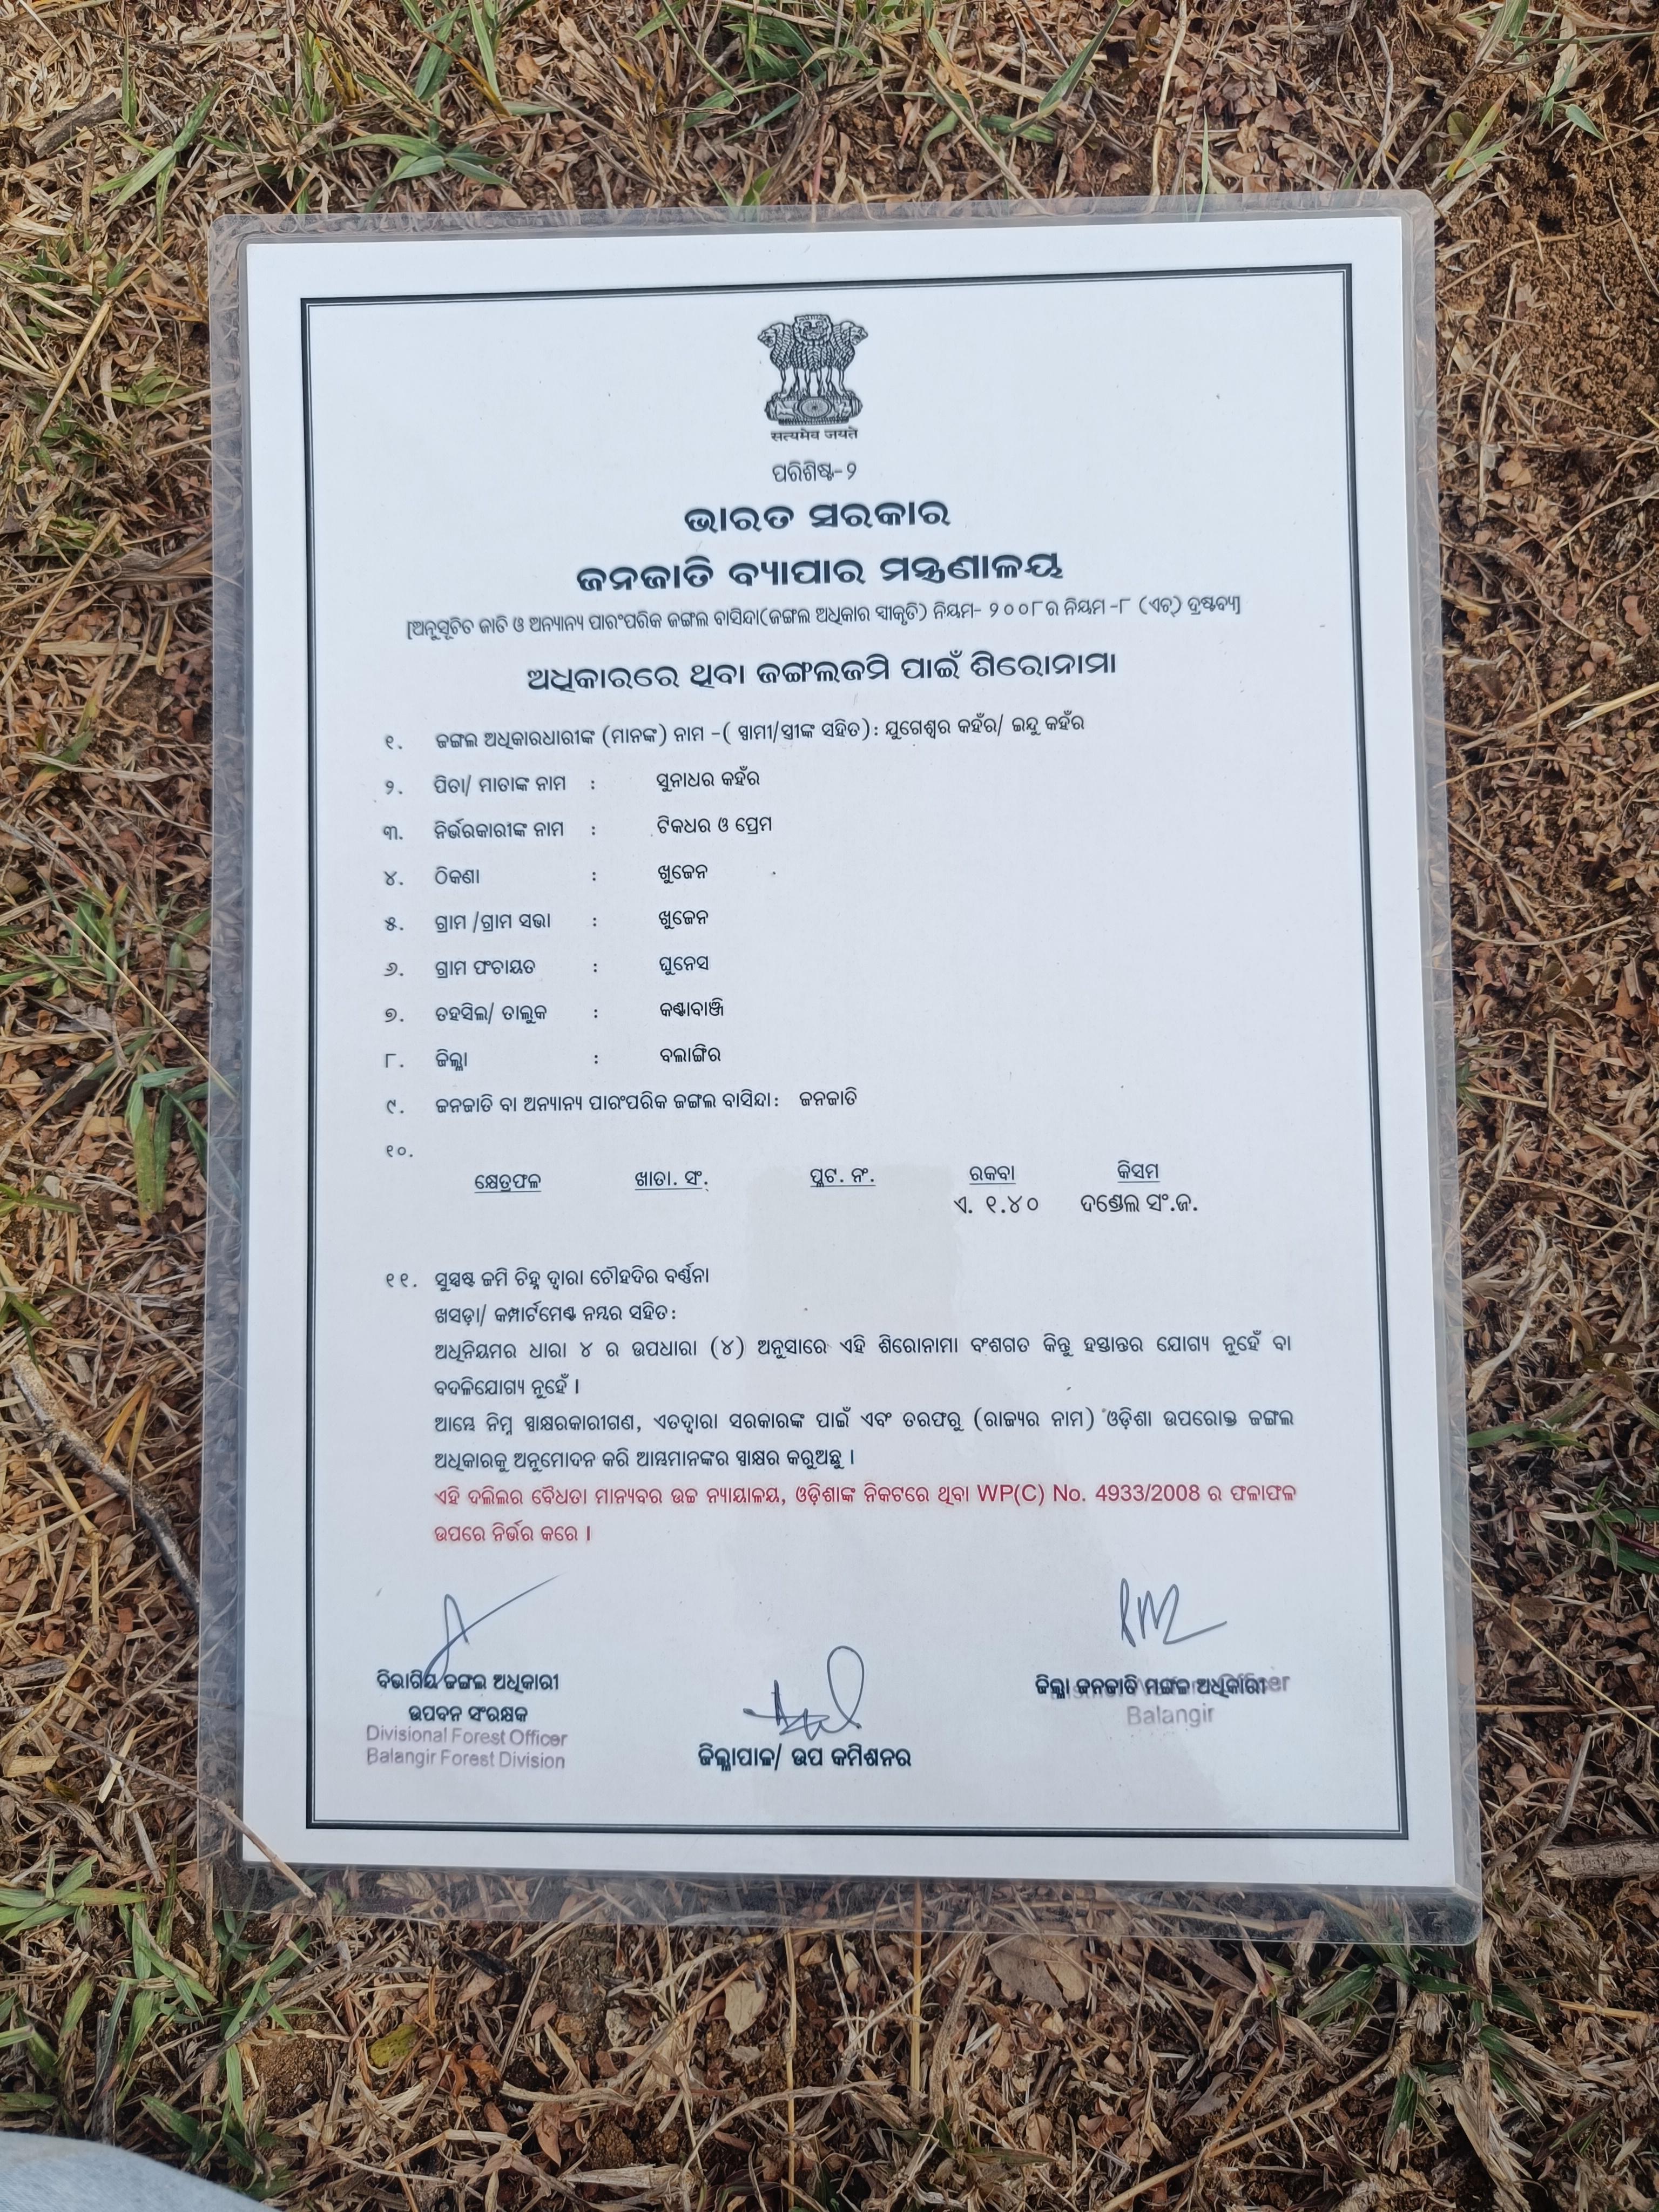 सत्यमेव जयते
ପରିଶିଷ୍ଟ-୨
ଭାରତ ସରକାର
ଜନଜାତି ବ୍ୟାପାର ମନ୍ତ୍ରଣାଳୟ
[ଅନୁସୂଚିତ ଜାତି ଓ ଅନ୍ୟାନ୍ୟ ପାରଂପରିକ ଜଙ୍ଗଲ ବାସିନ୍ଦା(ଜଙ୍ଗଲ ଅଧିକାର ସ୍ୱୀକୃତି) ନିୟମ- ୨୦୦୮ର ନିୟମ -୮ (ଏଚ୍) ଦ୍ରଷ୍ଟବ୍ୟ]
ଅଧିକାରରେ ଥିବା ଜଙ୍ଗଲଜମି ପାଇଁ ଶିରୋନାମା
୧. ଜଙ୍ଗଲ ଅଧିକାରଧାରୀଙ୍କ (ମାନଙ୍କ) ନାମ -( ସ୍ୱାମୀ/ସ୍ତ୍ରୀଙ୍କ ସହିତ): ଯୁଗେଶ୍ୱର କହଁର/ ଇନ୍ଦୁ କହଁର
୨. ପିତା/ ମାତାଙ୍କ ନାମ : ସୁନାଧର କହଁର
୩. ନିର୍ଭରକାରୀଙ୍କ ନାମ : ଟିକଧର ଓ ପ୍ରେମ
୪. ଠିକଣା : ଖୁଜେନ
୫. ଗ୍ରାମ /ଗ୍ରାମ ସଭା : ଖୁଜେନ
୬. ଗ୍ରାମ ପଂଚାୟତ : ଘୁନେସ
୭. ତହସିଲ/ ତାଲୁକ : କଣ୍ଟାବାଞ୍ଜି
୮. ଜିଲ୍ଲା : ବଲାଙ୍ଗିର
୯. ଜନଜାତି ବା ଅନ୍ୟାନ୍ୟ ପାରଂପରିକ ଜଙ୍ଗଲ ବାସିନ୍ଦା: ଜନଜାତି
୧୦.
କ୍ଷେତ୍ରଫଳ ଖାତା. ସଂ. ପ୍ଲଟ. ନଂ. ରକବା କିସମ
ଏ. ୧.୪୦ ଦଣ୍ଡେଲ ସଂ.ଜ.
୧୧. ସୁସ୍ପଷ୍ଟ ଜମି ଚିହ୍ନ ଦ୍ୱାରା ଚୌହଦିର ବର୍ଣ୍ଣନା
ଖସଡ଼ା/ କମ୍ପାର୍ଟମେଣ୍ଟ ନମ୍ବର ସହିତ:
ଅଧିନିୟମର ଧାରା ୪ ର ଉପଧାରା (୪) ଅନୁସାରେ ଏହି ଶିରୋନାମା ବଂଶଗତ କିନ୍ତୁ ହସ୍ତାନ୍ତର ଯୋଗ୍ୟ ନୁହେଁ ବା
ବଦଳିଯୋଗ୍ୟ ନୁହେଁ ।
ଆମ୍ଭେ ନିମ୍ନ ସ୍ୱାକ୍ଷରକାରୀଗଣ, ଏତଦ୍ୱାରା ସରକାରଙ୍କ ପାଇଁ ଏବଂ ତରଫରୁ (ରାଜ୍ୟର ନାମ) ଓଡ଼ିଶା ଉପରୋକ୍ତ ଜଙ୍ଗଲ
ଅଧିକାରକୁ ଅନୁମୋଦନ କରି ଆମ୍ଭମାନଙ୍କର ସ୍ୱାକ୍ଷର କରୁଅଛୁ ।
ଏହି ଦଲିଲର ବୈଧତା ମାନ୍ୟବର ଉଚ୍ଚ ନ୍ୟାୟାଳୟ, ଓଡ଼ିଶାଙ୍କ ନିକଟରେ ଥିବା WP(C) No. 4933/2008 ର ଫଳାଫଳ
ଉପରେ ନିର୍ଭର କରେ ।
ବିଭାଗିୟ ଜଙ୍ଗଲ ଅଧିକାରୀ
ଉପବନ ସଂରକ୍ଷକ
Divisional Forest Officer
Balangir Forest Division
ଜିଲ୍ଲାପାଳ/ ଉପ କମିଶନର
ଜିଲ୍ଲା ଜନଜାତି ମଙ୍ଗଳ ଅଧିକାରୀ
Balangir